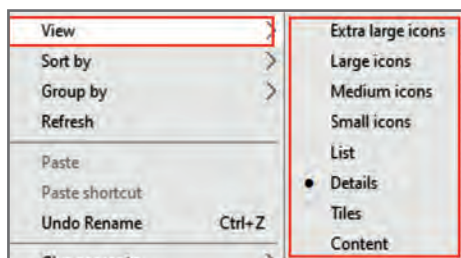 View
Sort by
Group by
Refresh
Paste
Paste shortcut
Undo Rename Ctrl+Z
Extra large icons
Large icons
Medium icons
Small icons
List
Details
Tiles
Content